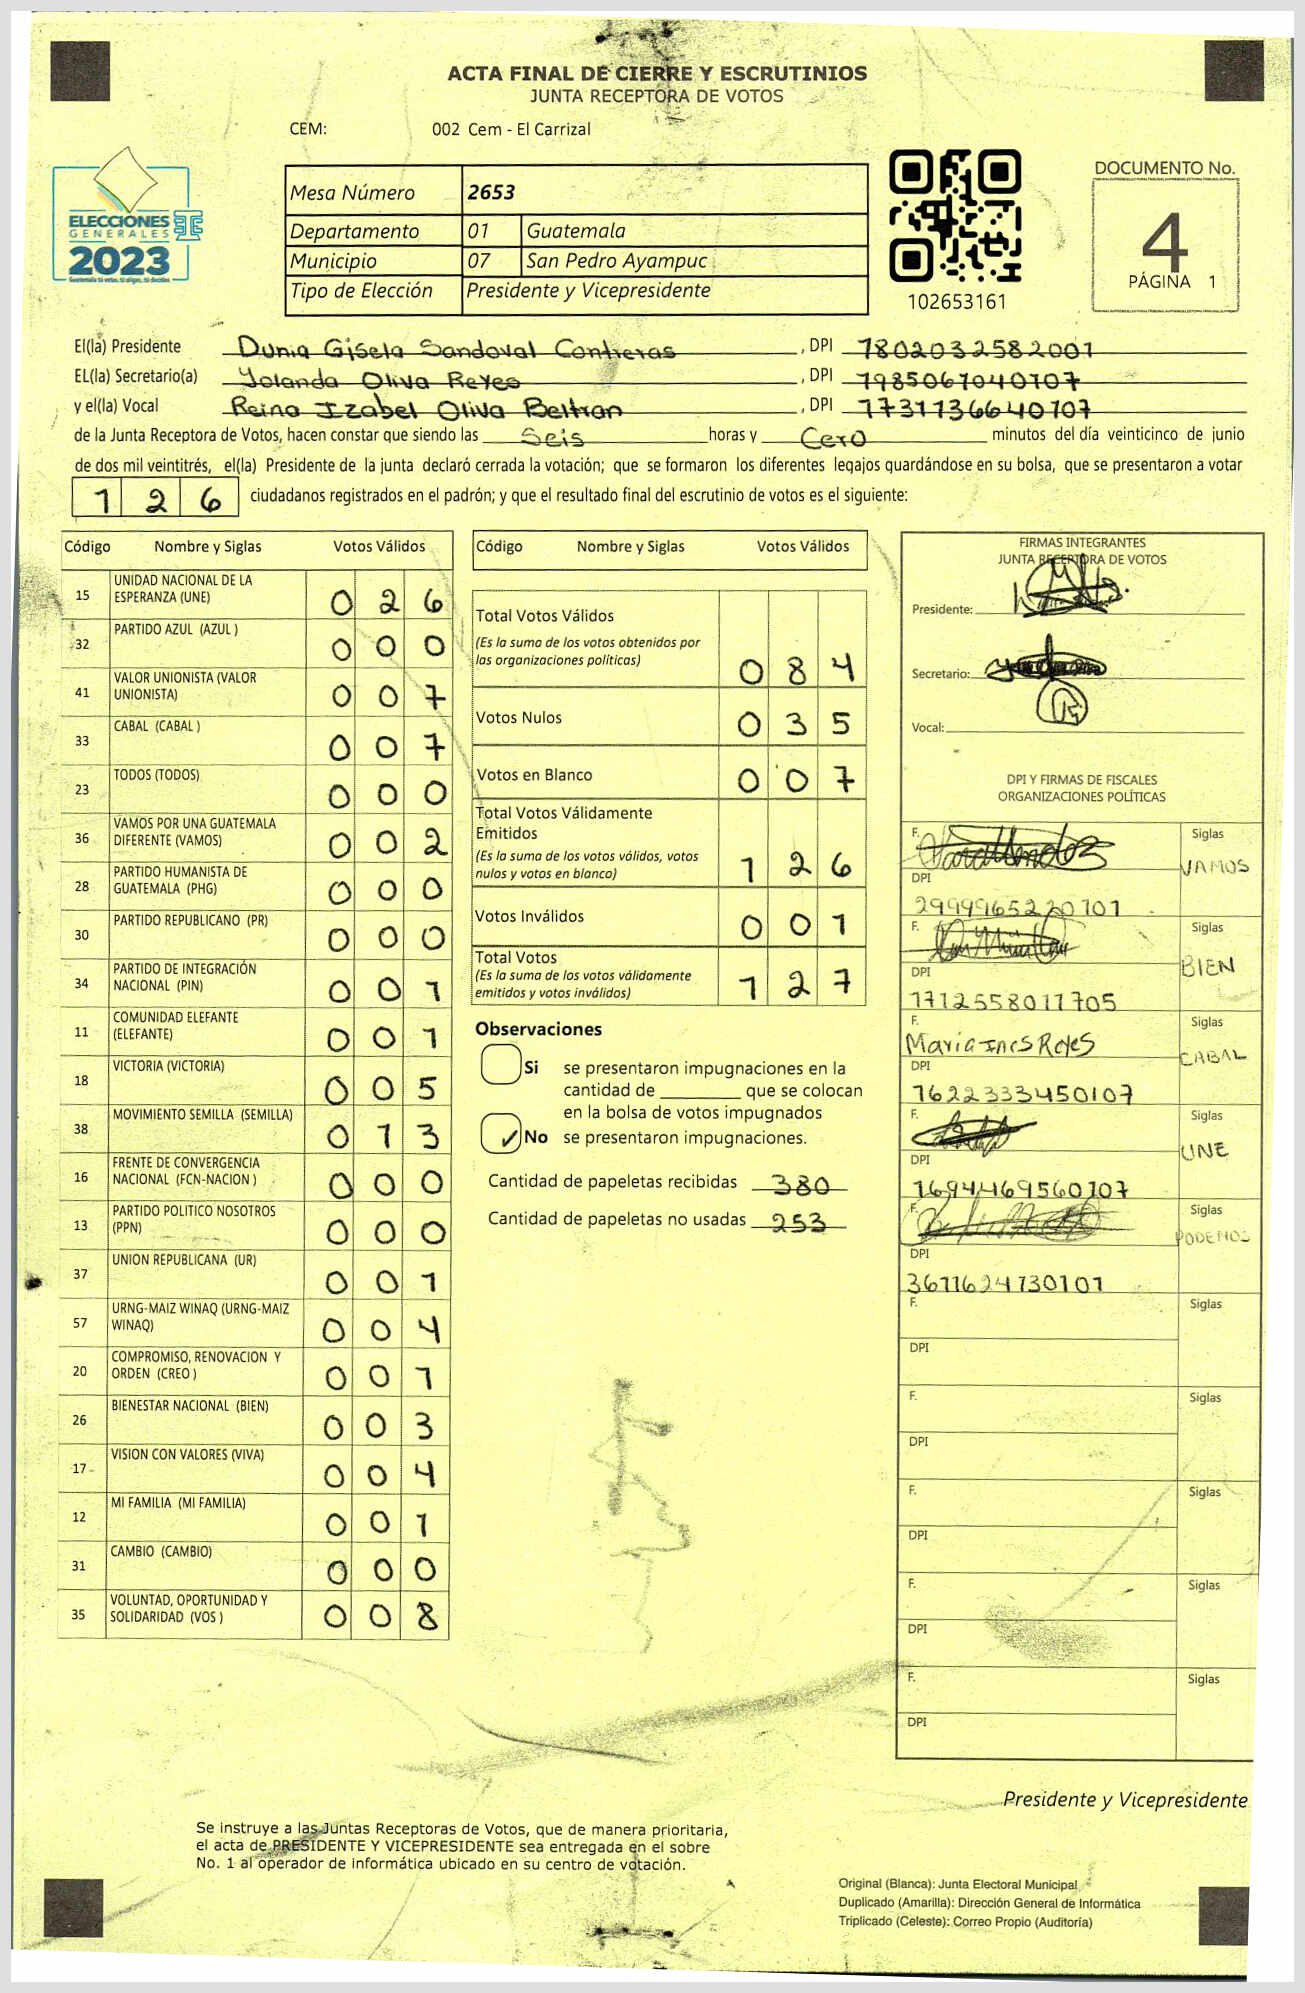 ACTA FINAL DE CIERRE Y ESCRUTINIOS
JUNTA RECEPTORA DE VOTOS
CEM: 002 Cem - El Carrizal
ELECCIONES
GENERALES
2023
Mesa Número 2653
Departamento 01 Guatemala
Municipio 07 San Pedro Ayampuc
Tipo de Elección Presidente y Vicepresidente
102653161
DOCUMENTO No.
4
PÁGINA 1
El(la) Presidente Dunia Gisela Sandoval Contreras , DPI 1802032582001
EL(la) Secretario(a) Yolanda Oliva Reyes , DPI 1985061040107
y el(la) Vocal Reina Izabel Oliva Beltran , DPI 1731136640107
de la Junta Receptora de Votos, hacen constar que siendo las Seis horas y Cero minutos del día veinticinco de junio
de dos mil veintitrés, el(la) Presidente de la junta declaró cerrada la votación; que se formaron los diferentes legajos guardándose en su bolsa, que se presentaron a votar
1 2 6 ciudadanos registrados en el padrón; y que el resultado final del escrutinio de votos es el siguiente:
Código Nombre y Siglas Votos Válidos
15 UNIDAD NACIONAL DE LA ESPERANZA (UNE) 0 2 6
32 PARTIDO AZUL (AZUL ) 0 0 0
41 VALOR UNIONISTA (VALOR UNIONISTA) 0 0 7
33 CABAL (CABAL ) 0 0 7
23 TODOS (TODOS) 0 0 0
36 VAMOS POR UNA GUATEMALA DIFERENTE (VAMOS) 0 0 2
28 PARTIDO HUMANISTA DE GUATEMALA (PHG) 0 0 0
30 PARTIDO REPUBLICANO (PR) 0 0 0
34 PARTIDO DE INTEGRACIÓN NACIONAL (PIN) 0 0 1
11 COMUNIDAD ELEFANTE (ELEFANTE) 0 0 1
18 VICTORIA (VICTORIA) 0 0 5
38 MOVIMIENTO SEMILLA (SEMILLA) 0 1 3
16 FRENTE DE CONVERGENCIA NACIONAL (FCN-NACION ) 0 0 0
13 PARTIDO POLITICO NOSOTROS (PPN) 0 0 0
37 UNION REPUBLICANA (UR) 0 0 1
57 URNG-MAIZ WINAQ (URNG-MAIZ WINAQ) 0 0 4
20 COMPROMISO, RENOVACION Y ORDEN (CREO ) 0 0 1
26 BIENESTAR NACIONAL (BIEN) 0 0 3
17 VISION CON VALORES (VIVA) 0 0 4
12 MI FAMILIA (MI FAMILIA) 0 0 1
31 CAMBIO (CAMBIO) 0 0 0
35 VOLUNTAD, OPORTUNIDAD Y SOLIDARIDAD (VOS ) 0 0 8
Código Nombre y Siglas Votos Válidos
Total Votos Válidos
(Es la suma de los votos obtenidos por
las organizaciones políticas) 0 8 4
Votos Nulos 0 3 5
Votos en Blanco 0 0 7
Total Votos Válidamente
Emitidos
(Es la suma de los votos válidos, votos
nulos y votos en blanco) 1 2 6
Votos Inválidos 0 0 1
Total Votos
(Es la suma de los votos válidamente
emitidos y votos inválidos) 1 2 7
Observaciones
Si se presentaron impugnaciones en la
cantidad de ________ que se colocan
en la bolsa de votos impugnados
✓ No se presentaron impugnaciones.
Cantidad de papeletas recibidas 380
Cantidad de papeletas no usadas 253
FIRMAS INTEGRANTES
JUNTA RECEPTORA DE VOTOS
Presidente:
Secretario:
Vocal:
DPI Y FIRMAS DE FISCALES
ORGANIZACIONES POLÍTICAS
F. Siglas
VAMOS
DPI
2999965220101
F. Siglas
BIEN
DPI
1712558011705
F. Siglas
Maria Ines Reyes CABAL
DPI
1622333450107
F. Siglas
UNE
DPI
1694469560107
F. Siglas
PODEMOS
DPI
3671624130101
F. Siglas
DPI
F. Siglas
DPI
F. Siglas
DPI
F. Siglas
DPI
F. Siglas
DPI
Presidente y Vicepresidente
Se instruye a las Juntas Receptoras de Votos, que de manera prioritaria,
el acta de PRESIDENTE Y VICEPRESIDENTE sea entregada en el sobre
No. 1 al operador de informática ubicado en su centro de votación.
Original (Blanca): Junta Electoral Municipal
Duplicado (Amarilla): Dirección General de Informática
Triplicado (Celeste): Correo Propio (Auditoría)